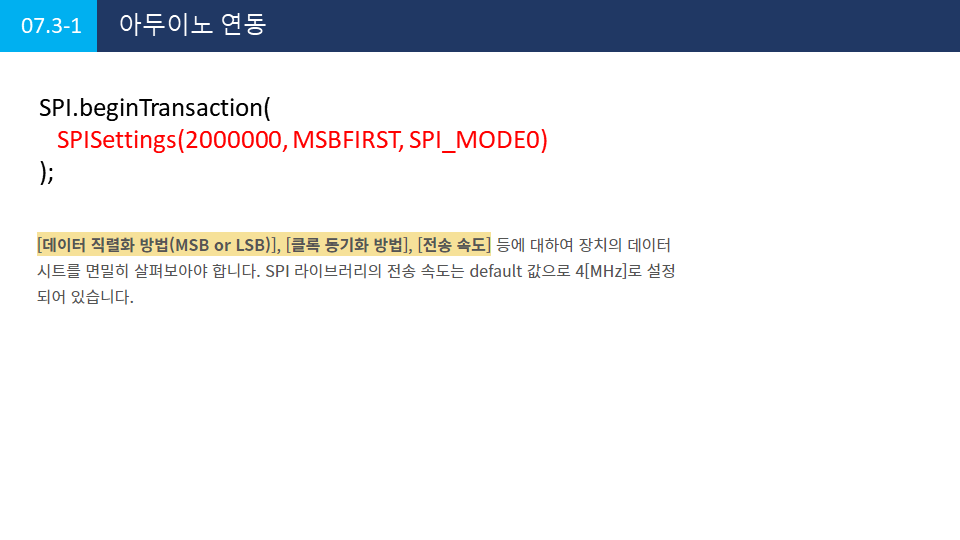 07.3-1
아두이노 연동
SPI.beginTransaction(
SPISettings(2000000, MSBFIRST, SPI_MODE0)
);
[데이터 직렬화 방법(MSB or LSB)], [클록 동기화 방법], [전송 속도] 등에 대하여 장치의 데이터
시트를 면밀히 살펴보아야 합니다. SPI 라이브러리의 전송 속도는 default 값으로 4[MHz]로 설정
되어 있습니다.